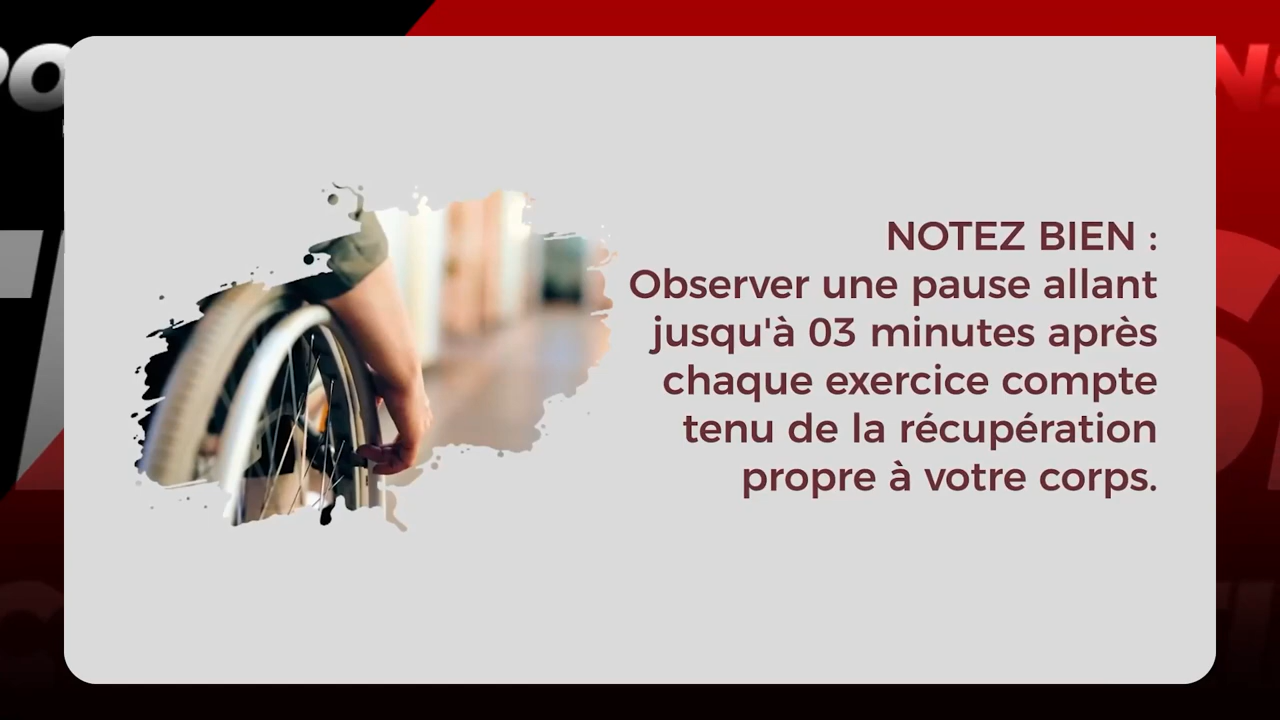 NOTEZ BIEN :
Observer une pause allant
jusqu'à 03 minutes après
chaque exercice compte
tenu de la récupération
propre à votre corps.